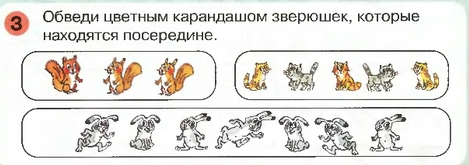 3 Обведи цветным карандашом зверюшек, которые
находятся посередине.